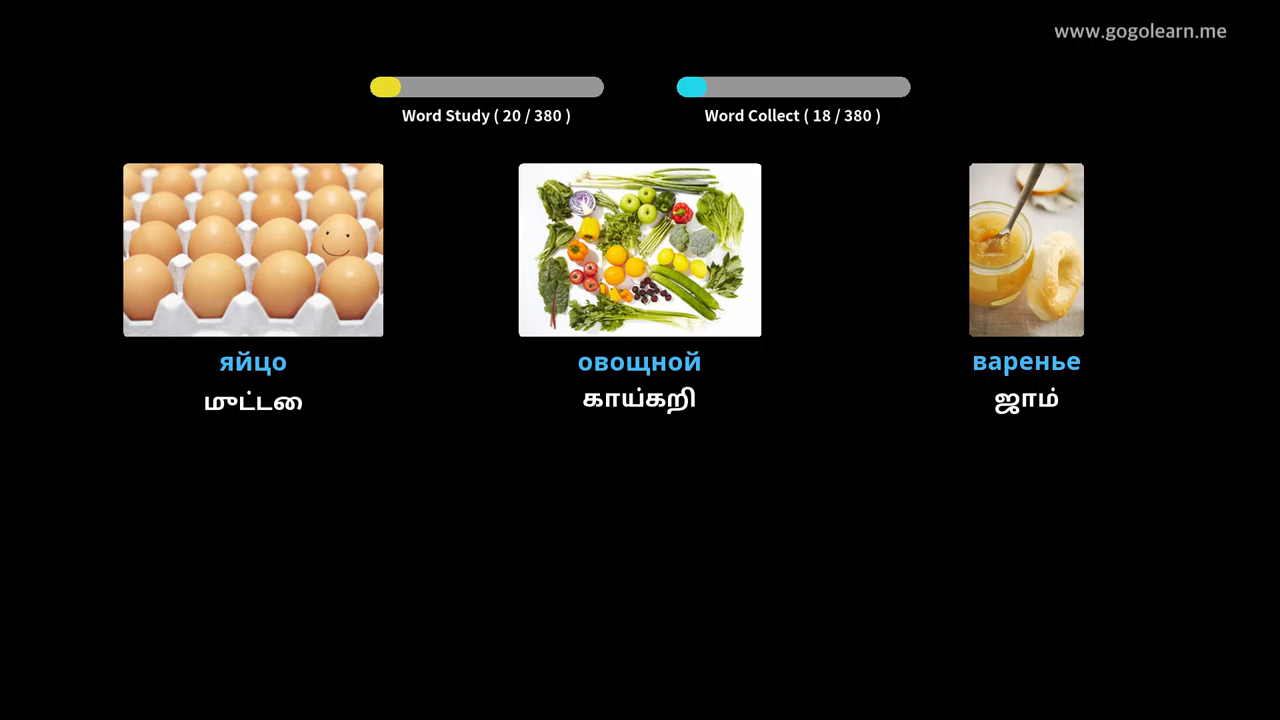 www.gogolearn.me
Word Study ( 20 / 380 )
Word Collect ( 18 / 380 )
яйцо
овощной
варенье
முட்டை
காய்கறி
ஜாம்